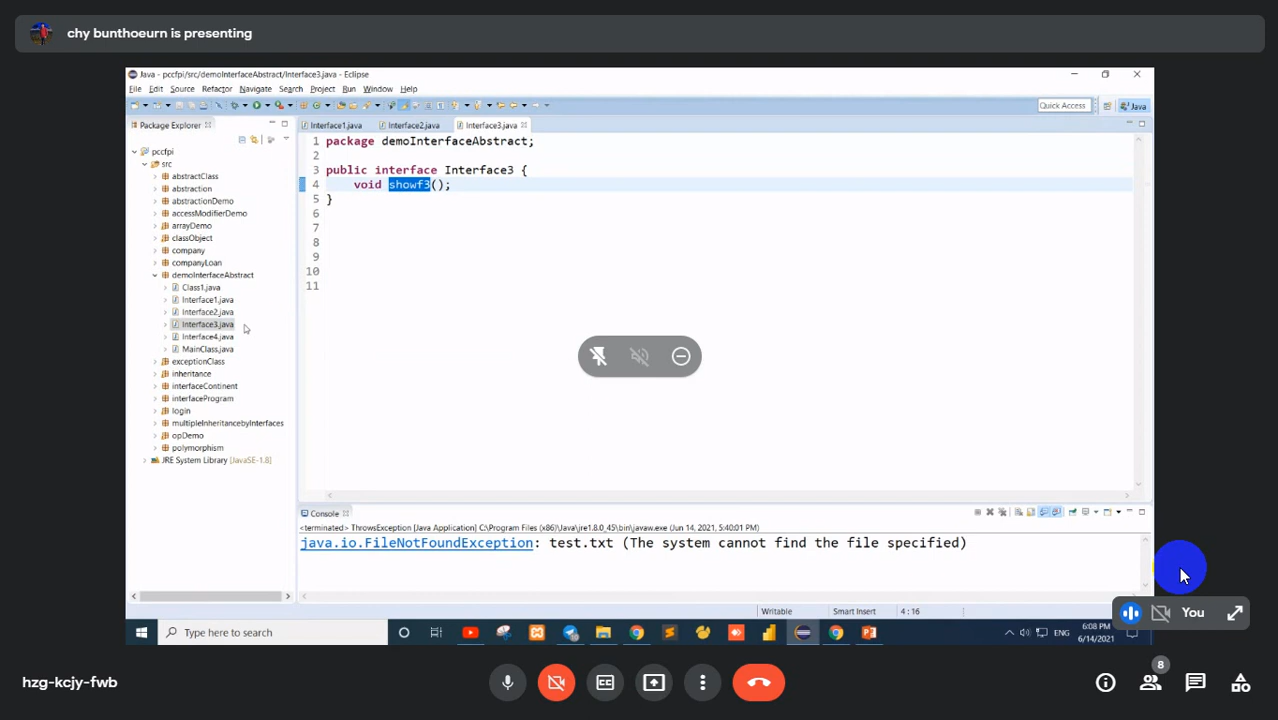 chy bunthoeurn is presenting
Java - pccfpi/src/demoInterfaceAbstract/Interface3.java - Eclipse
File Edit Source Refactor Navigate Search Project Run Window Help
Quick Access
Java
Package Explorer
Interface1.java
Interface2.java
Interface3.java
pccfpi
src
abstractClass
abstraction
abstractionDemo
accessModifierDemo
arrayDemo
classObject
company
companyLoan
demoInterfaceAbstract
Class1.java
Interface1.java
Interface2.java
Interface3.java
Interface4.java
MainClass.java
exceptionClass
inheritance
interfaceContinent
interfaceProgram
login
multipleInheritancebyInterfaces
opDemo
polymorphism
JRE System Library [JavaSE-1.8]
1 package demoInterfaceAbstract;
2
3 public interface Interface3 {
4 void showf3();
5 }
6
7
8
9
10
11
Console
<terminated> ThrowsException [Java Application] C:\Program Files (x86)\Java\jre1.8.0_45\bin\javaw.exe (Jun 14, 2021, 5:40:01 PM)
java.io.FileNotFoundException: test.txt (The system cannot find the file specified)
Writable
Smart Insert
4 : 16
You
Type here to search
ENG
6:08 PM
6/14/2021
hzg-kcjy-fwb
CC
8